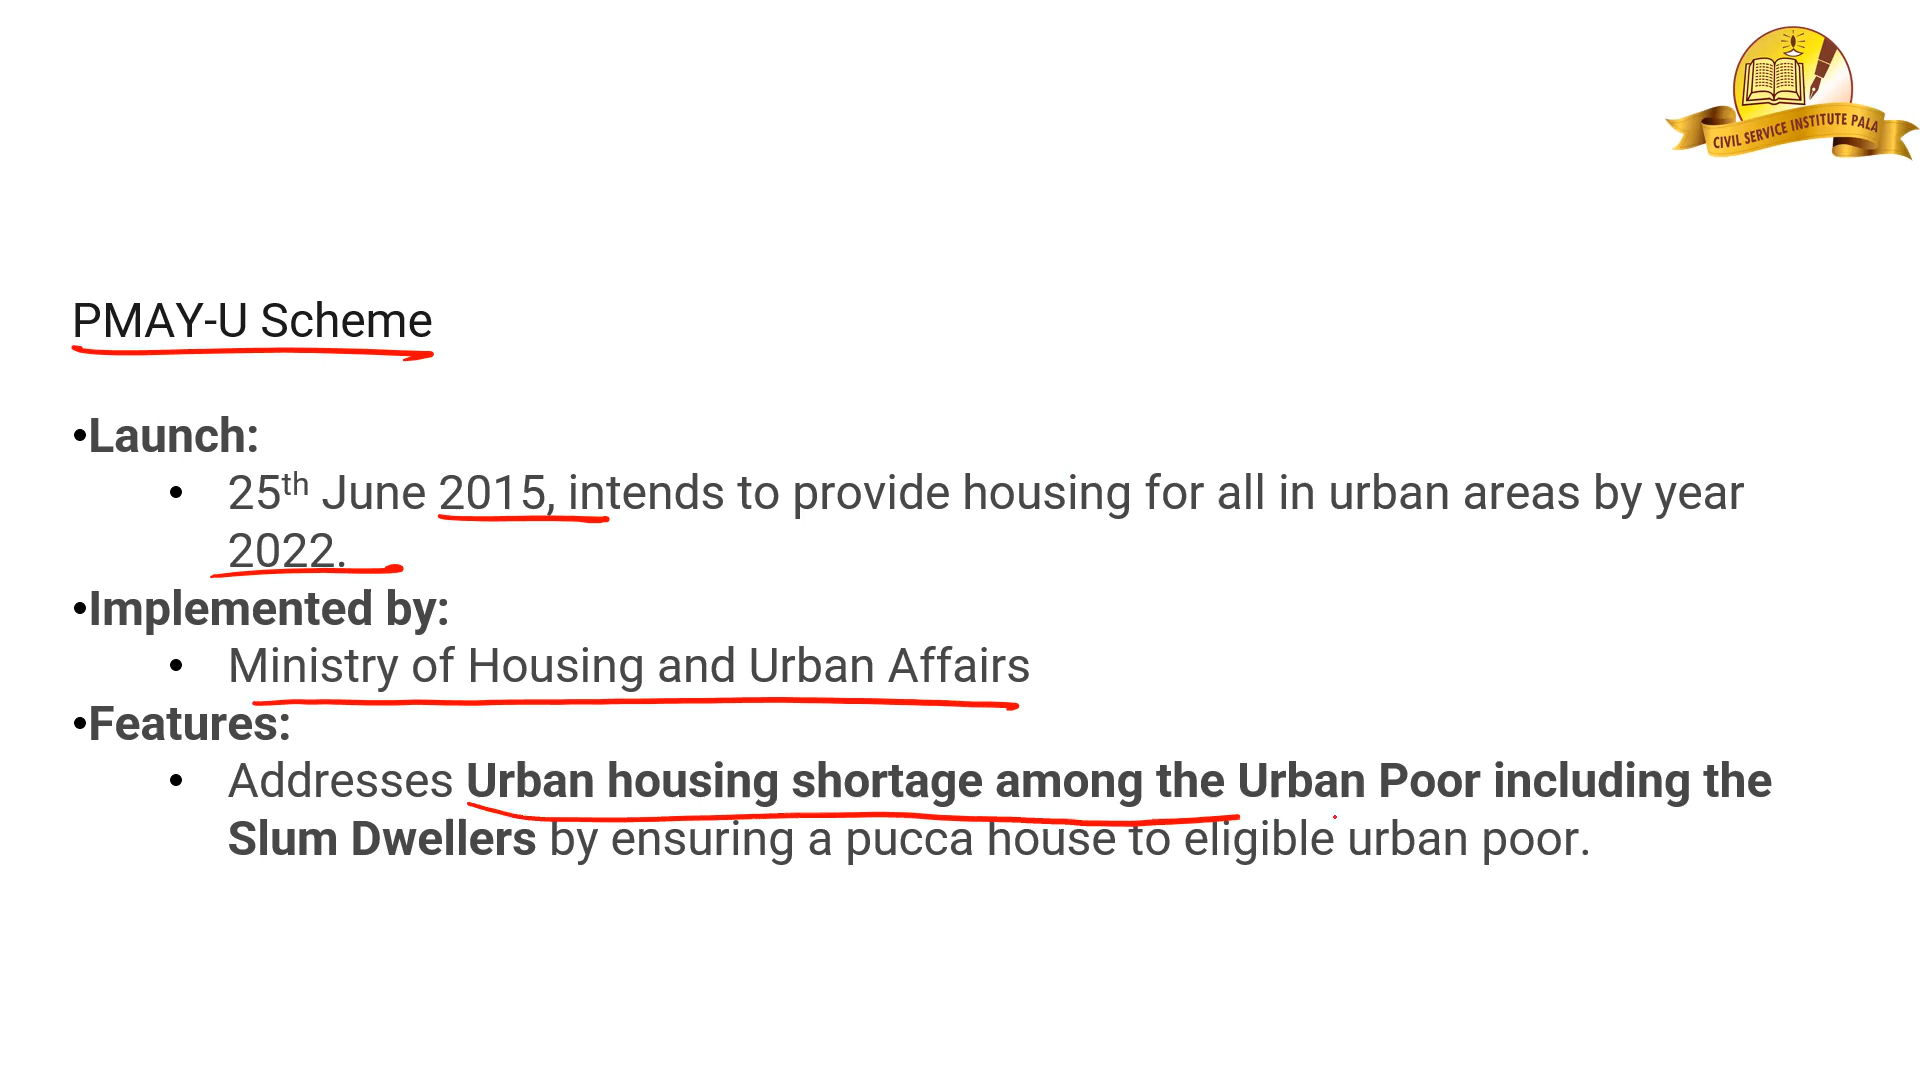 CIVIL SERVICE INSTITUTE PALA
PMAY-U Scheme
•Launch:
• 25th June 2015, intends to provide housing for all in urban areas by year
2022.
•Implemented by:
• Ministry of Housing and Urban Affairs
•Features:
• Addresses Urban housing shortage among the Urban Poor including the
Slum Dwellers by ensuring a pucca house to eligible urban poor.